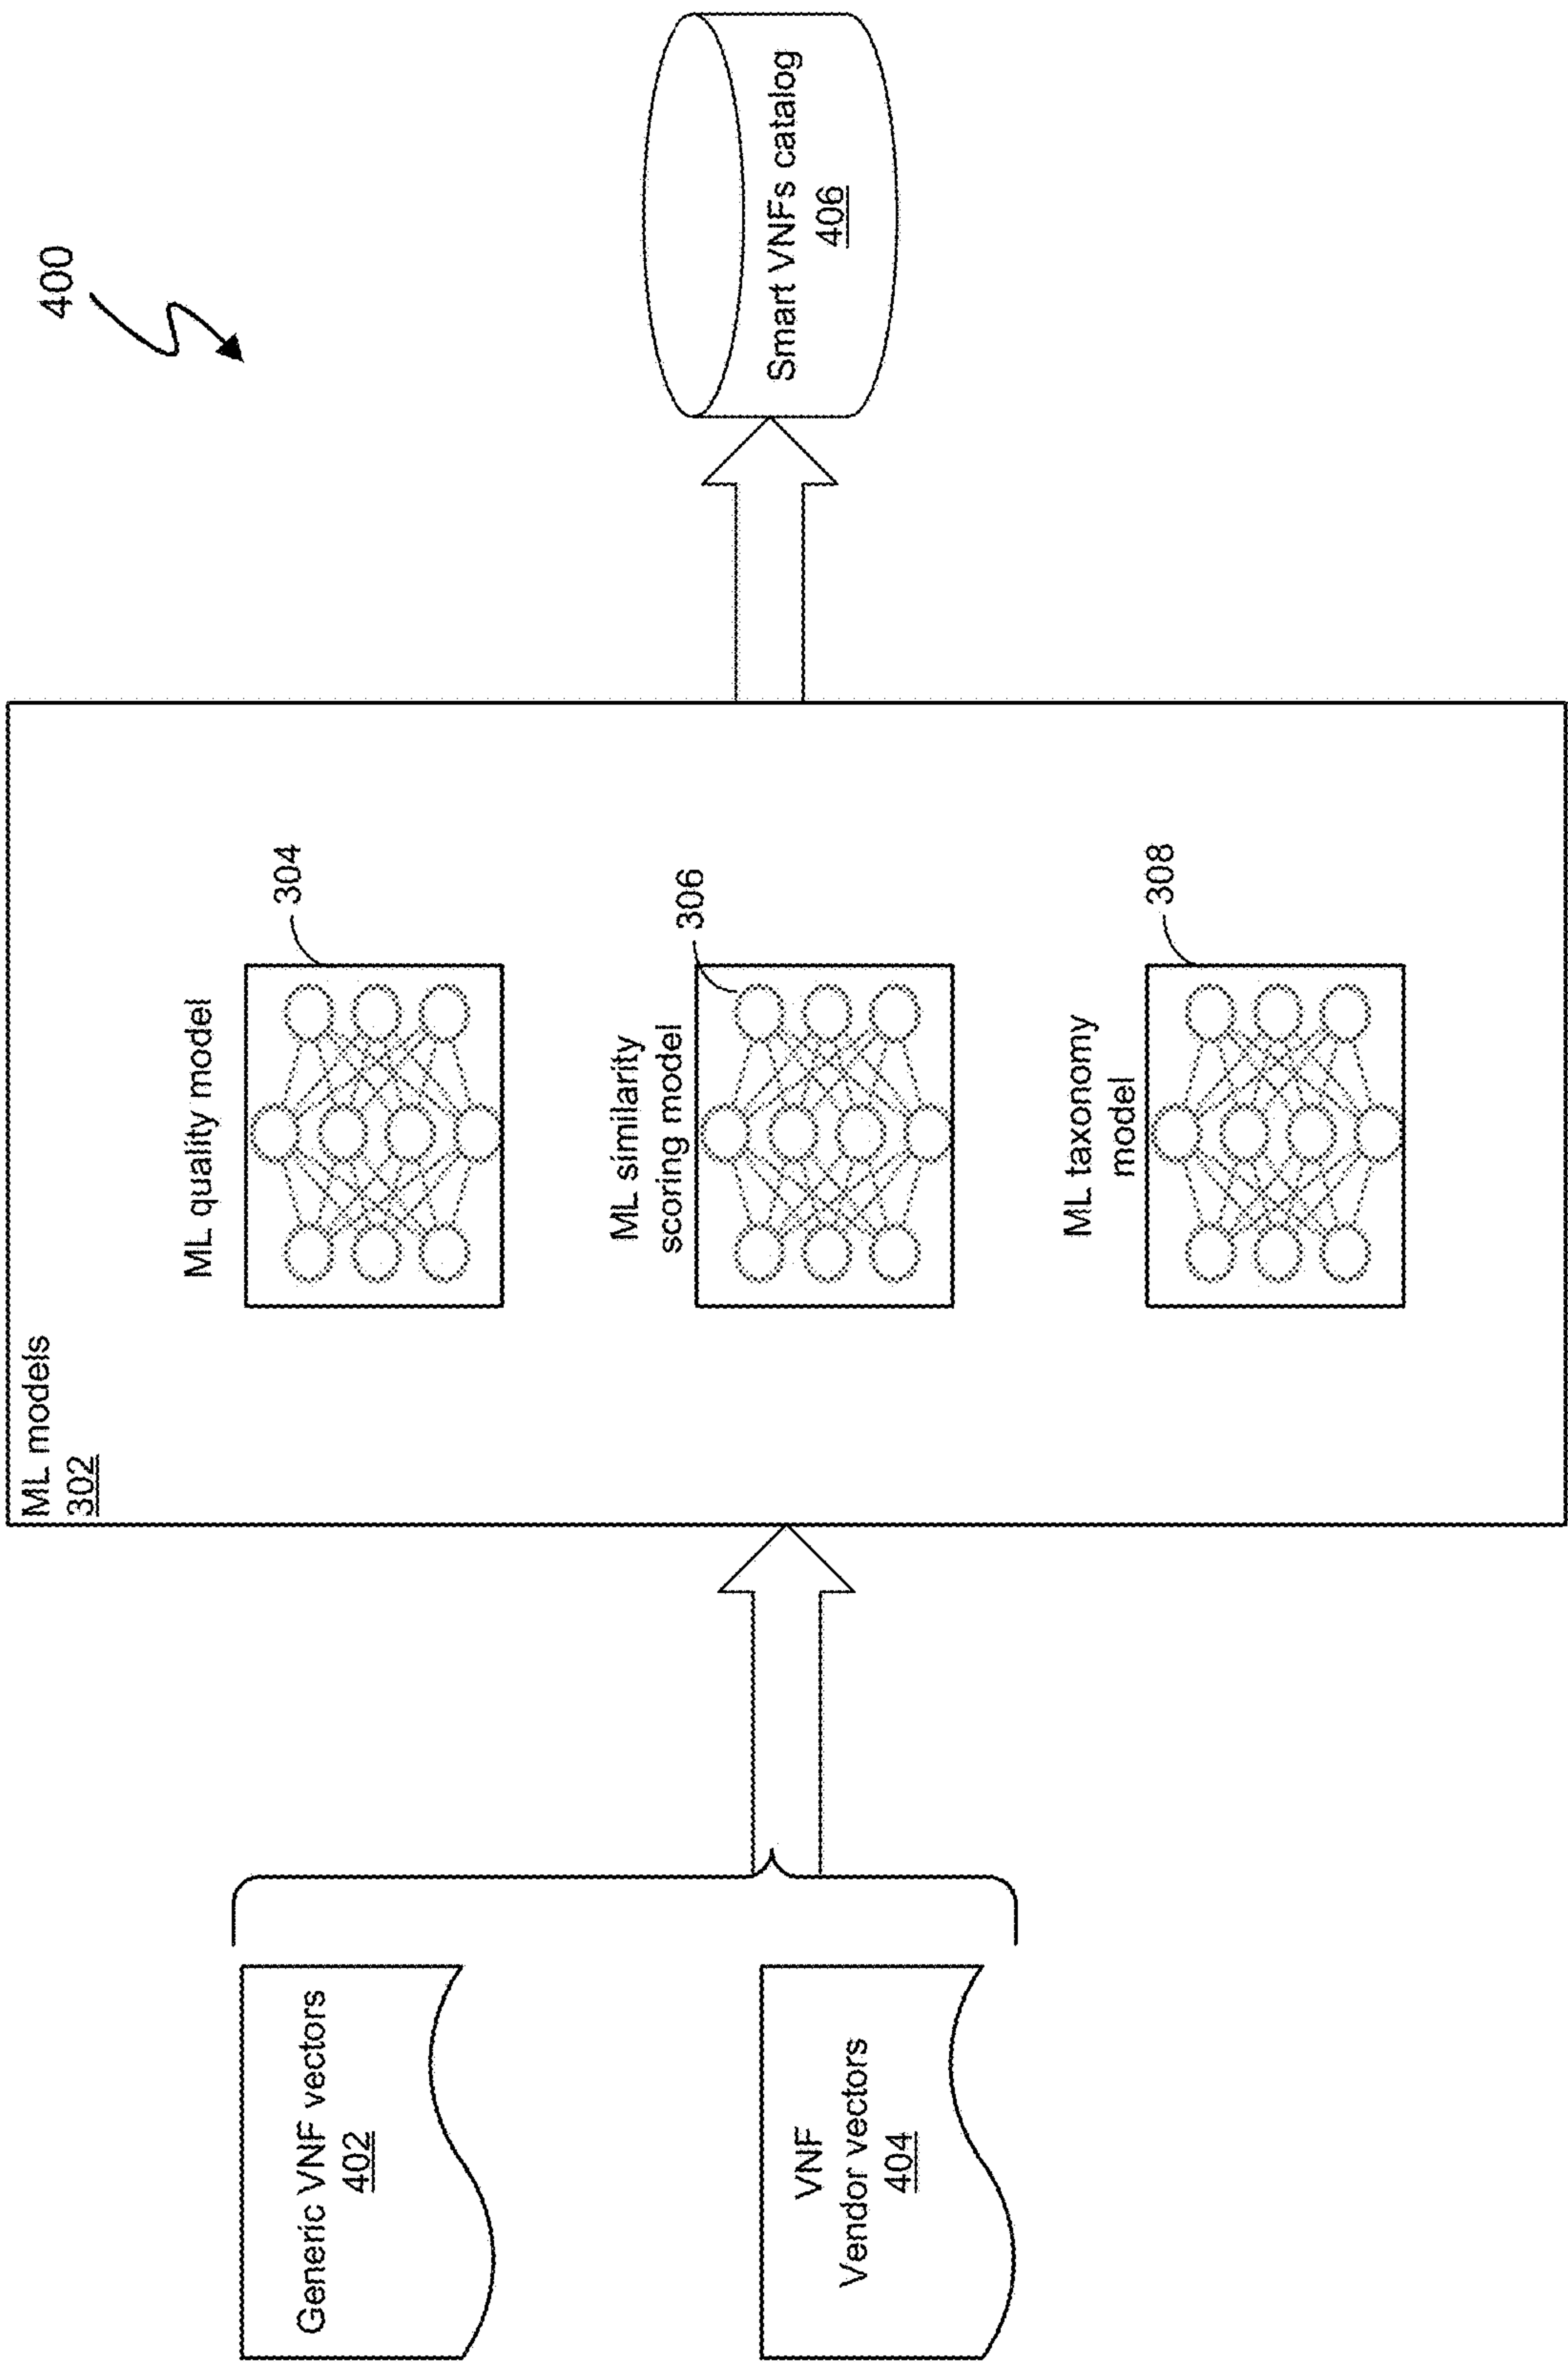 400
Generic VNF vectors
402
VNF
Vendor vectors
404
ML models
302
ML quality model
304
ML similarity
scoring model
306
ML taxonomy
model
308
Smart VNFs catalog
406